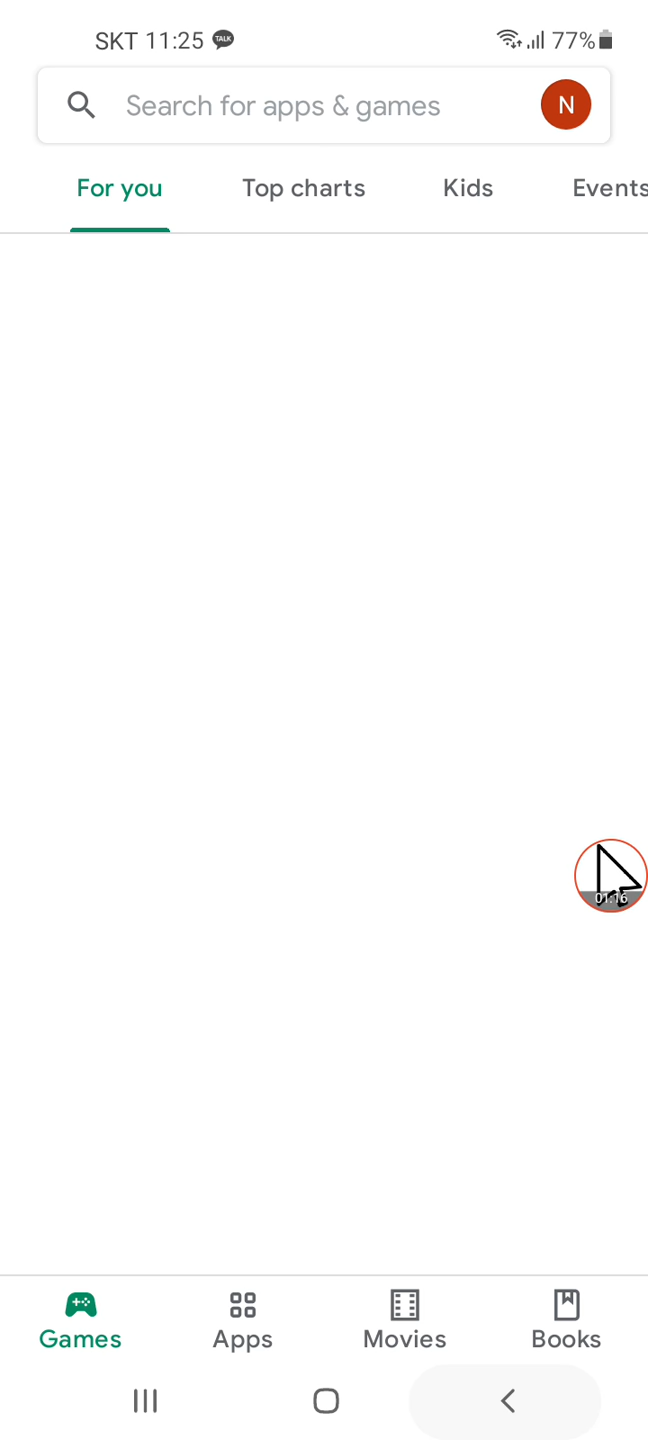 SKT 11:25 TALK 77%
Search for apps & games N
For you Top charts Kids Events
01:16
Games Apps Movies Books